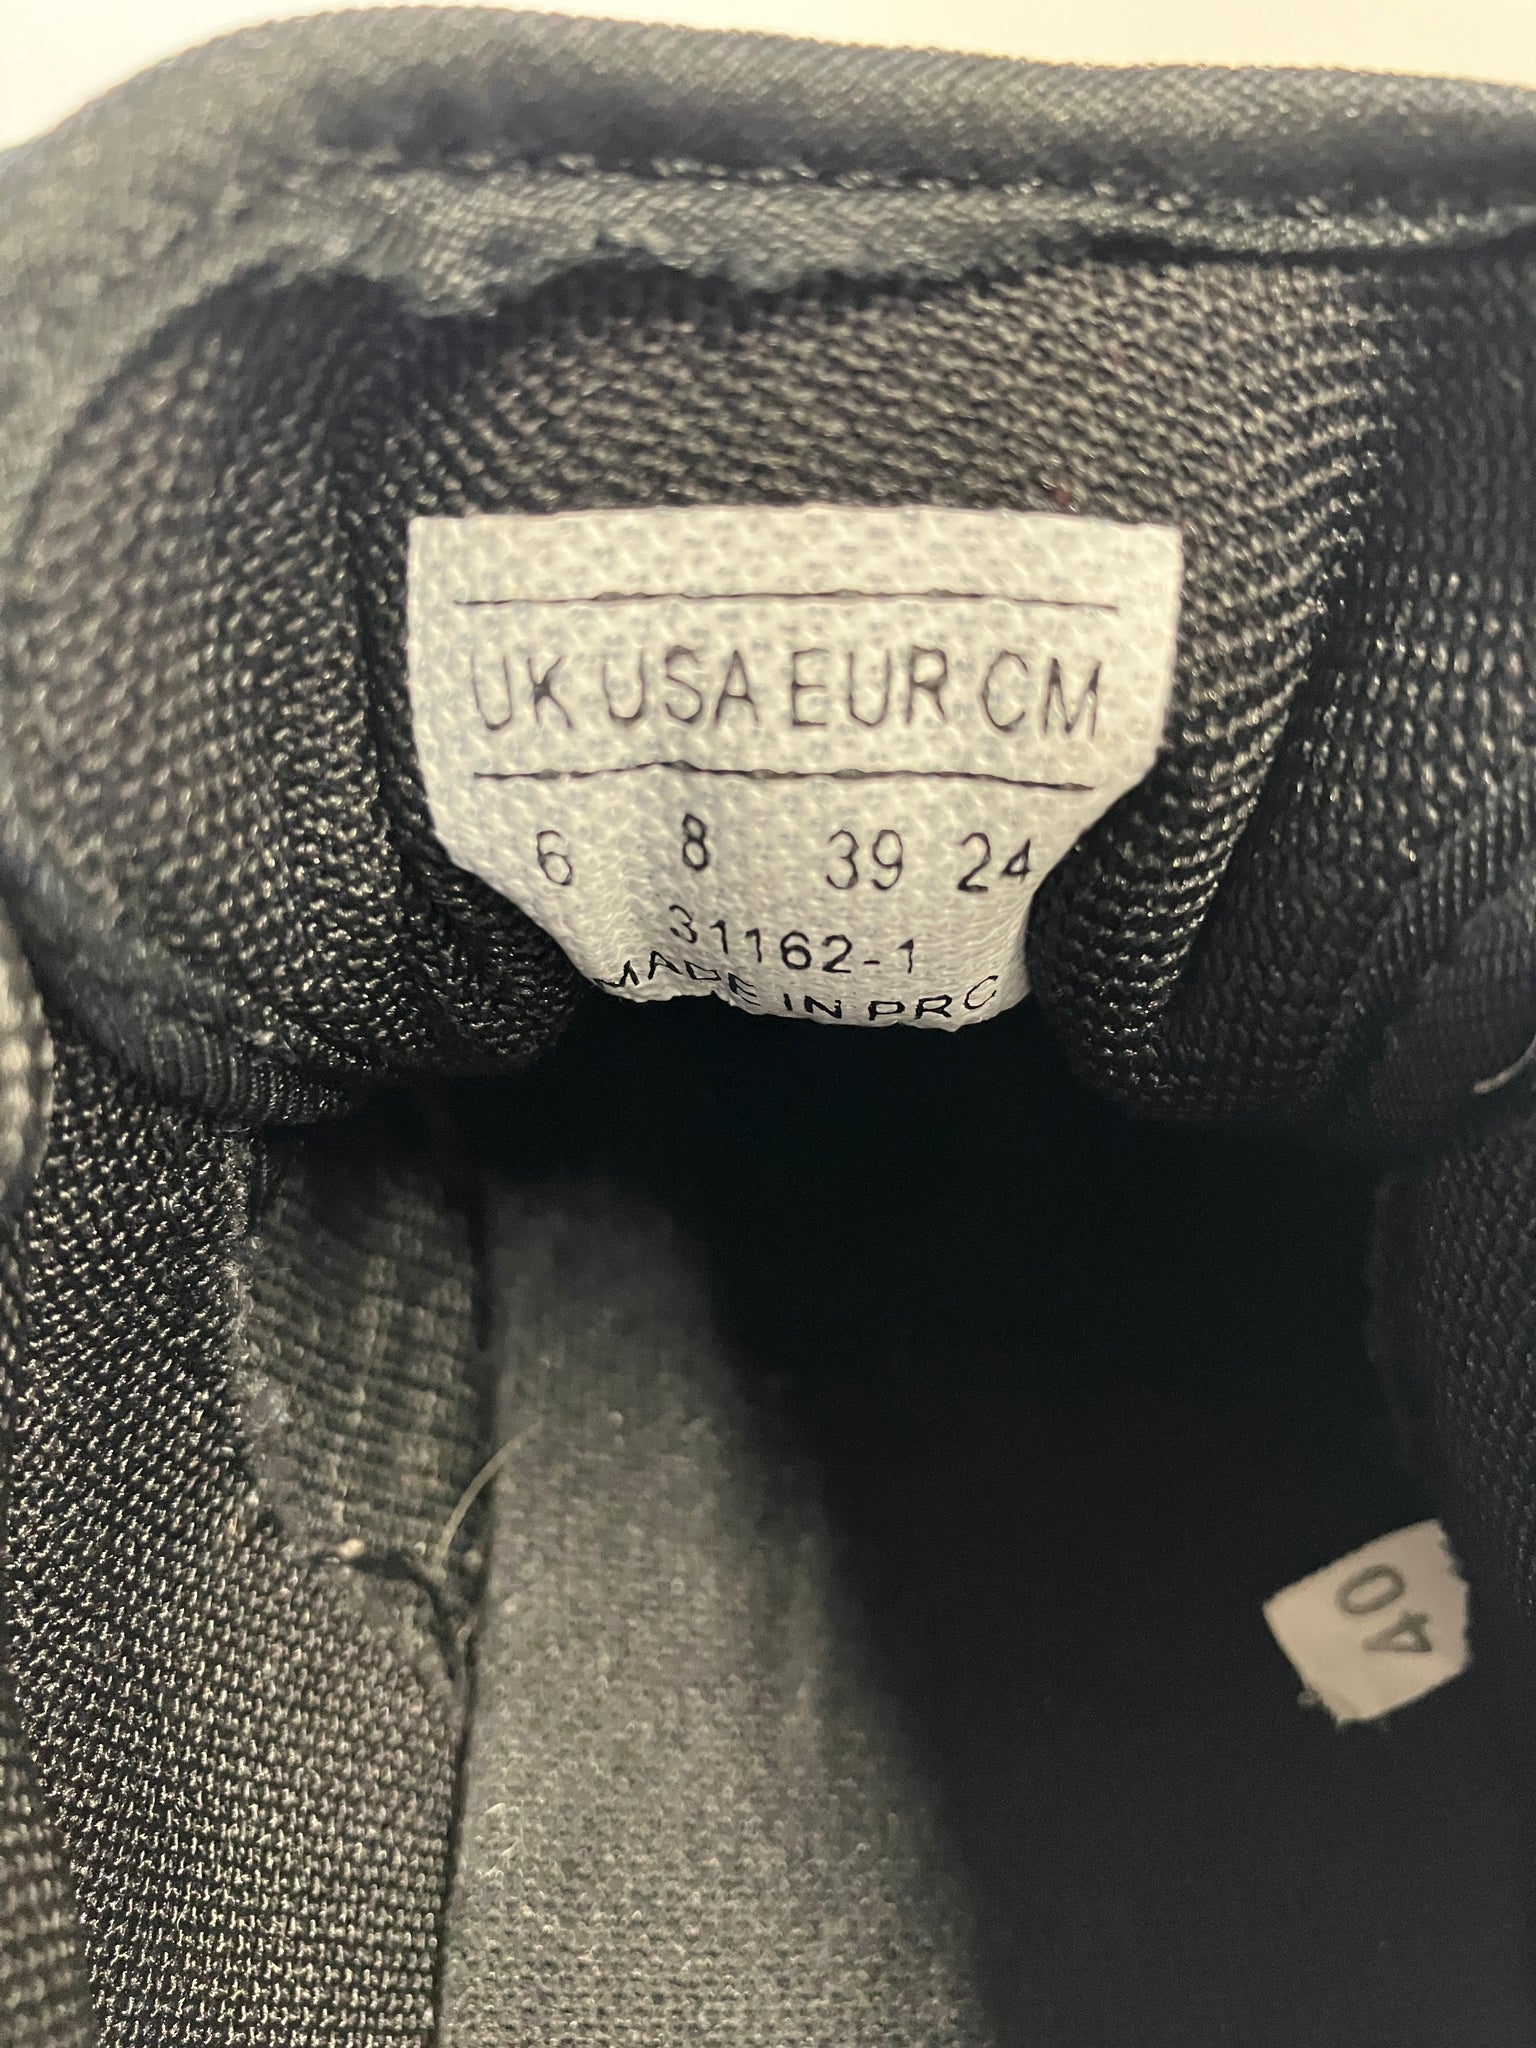 UK USA EUR CM
6 8 39 24
31162-1
MADE IN PRC
40